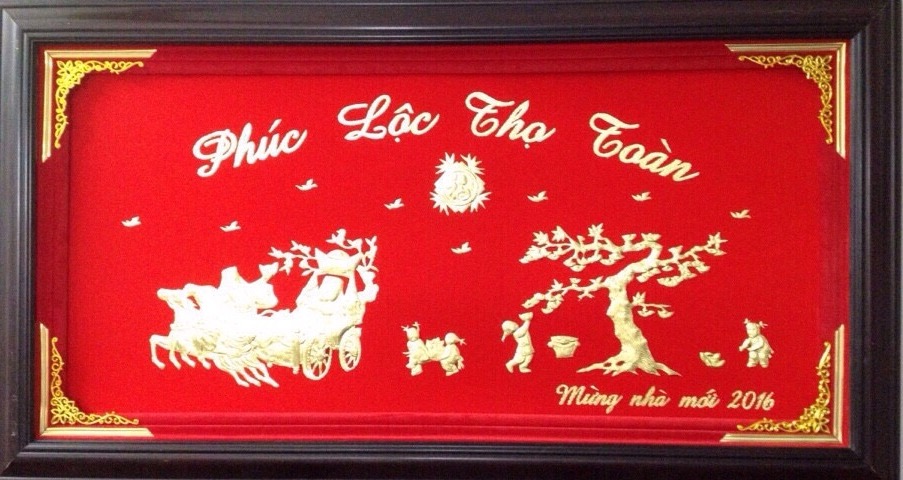 Phúc Lộc Thọ Toàn
Mừng nhà mới 2016